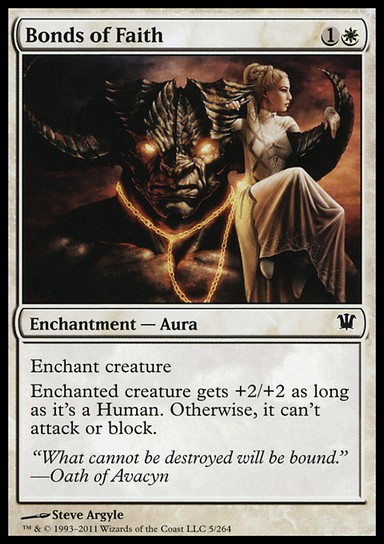 Bonds of Faith 1
Enchantment — Aura
Enchant creature
Enchanted creature gets +2/+2 as long
as it's a Human. Otherwise, it can't
attack or block.
"What cannot be destroyed will be bound."
—Oath of Avacyn
Steve Argyle
™ & © 1993–2011 Wizards of the Coast LLC 5/264